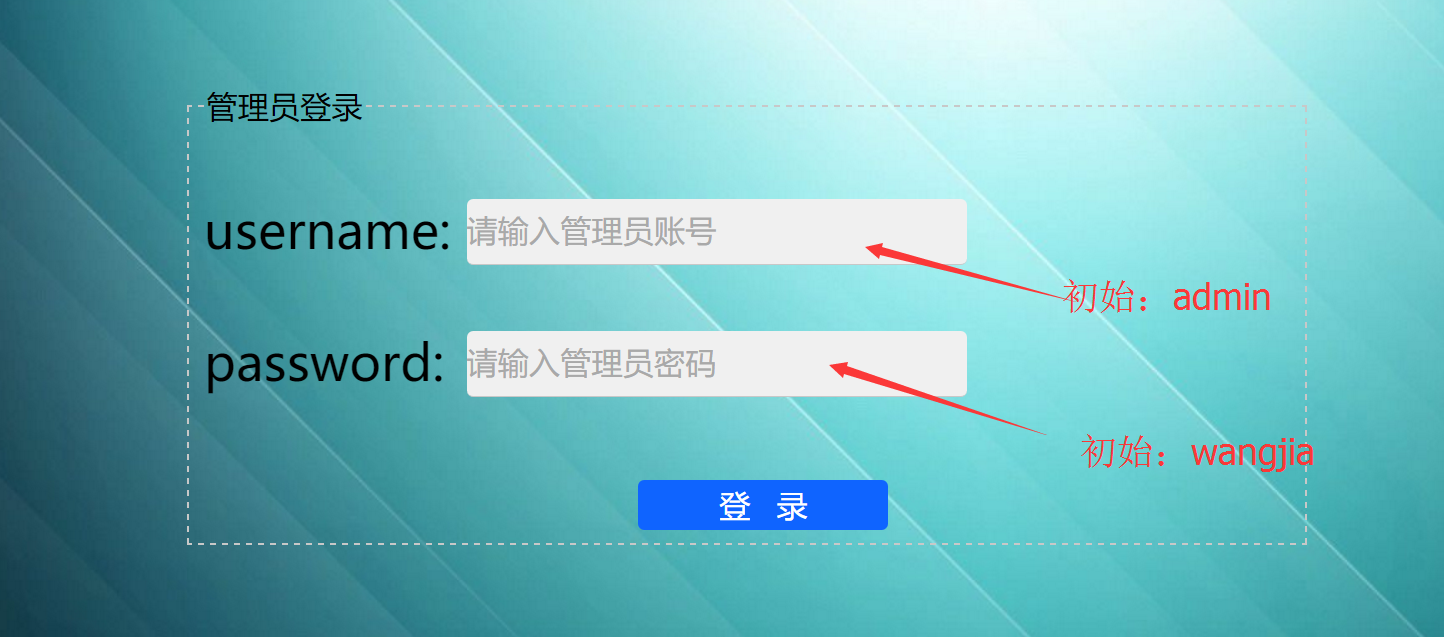 管理员登录
username: 请输入管理员账号
初始：admin
password: 请输入管理员密码
初始：wangjia
登 录